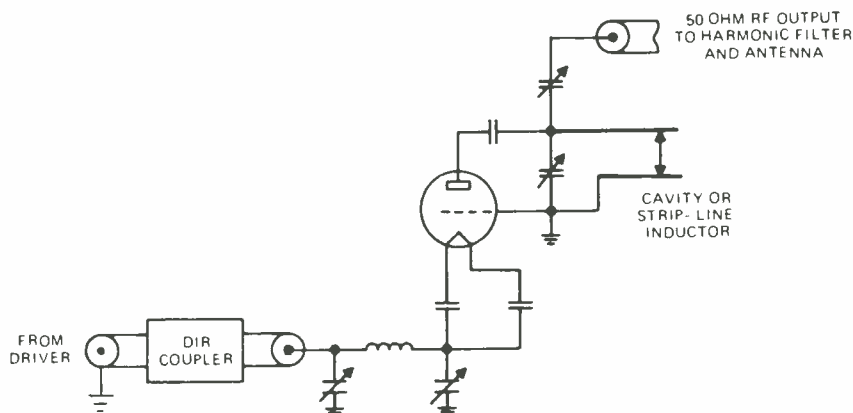 50 OHM RF OUTPUT
TO HARMONIC FILTER
AND ANTENNA
CAVITY OR
STRIP-LINE
INDUCTOR
FROM
DRIVER
DIR
COUPLER